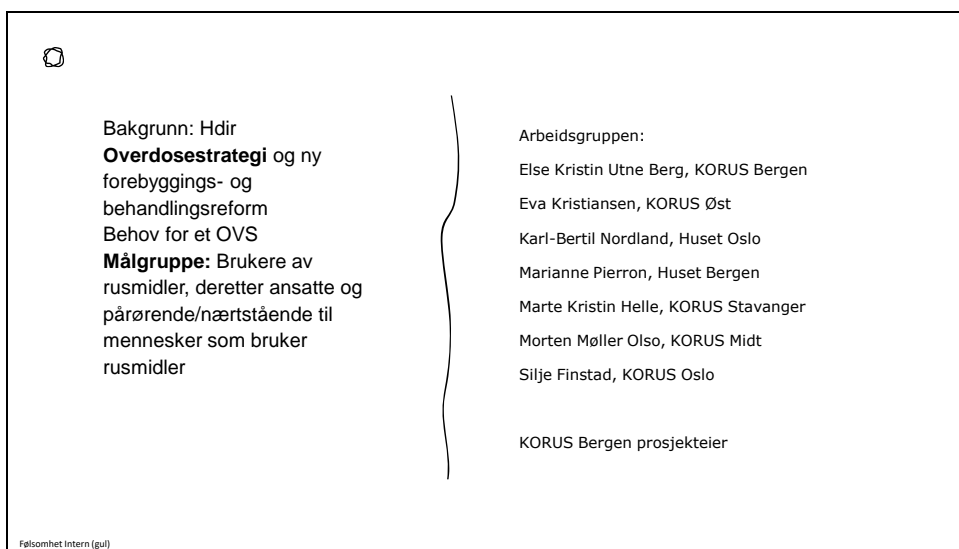 Bakgrunn: Hdir
Overdosestrategi og ny
forebyggings- og
behandlingsreform
Behov for et OVS
Målgruppe: Brukere av
rusmidler, deretter ansatte og
pårørende/nærtstående til
mennesker som bruker
rusmidler
Arbeidsgruppen:
Else Kristin Utne Berg, KORUS Bergen
Eva Kristiansen, KORUS Øst
Karl-Bertil Nordland, Huset Oslo
Marianne Pierron, Huset Bergen
Marte Kristin Helle, KORUS Stavanger
Morten Møller Olso, KORUS Midt
Silje Finstad, KORUS Oslo
KORUS Bergen prosjekteier
Følsomhet Intern (gul)